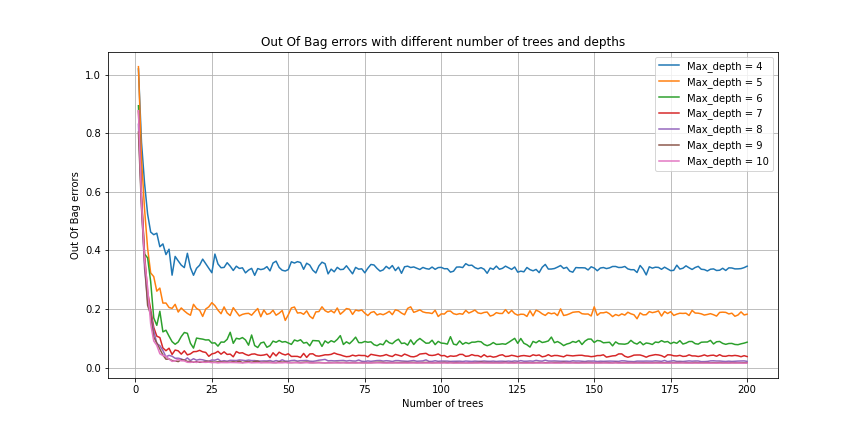 Out Of Bag errors with different number of trees and depths
Out Of Bag errors
1.0
0.8
0.6
0.4
0.2
0.0
Max_depth = 4
Max_depth = 5
Max_depth = 6
Max_depth = 7
Max_depth = 8
Max_depth = 9
Max_depth = 10
0 25 50 75 100 125 150 175 200
Number of trees